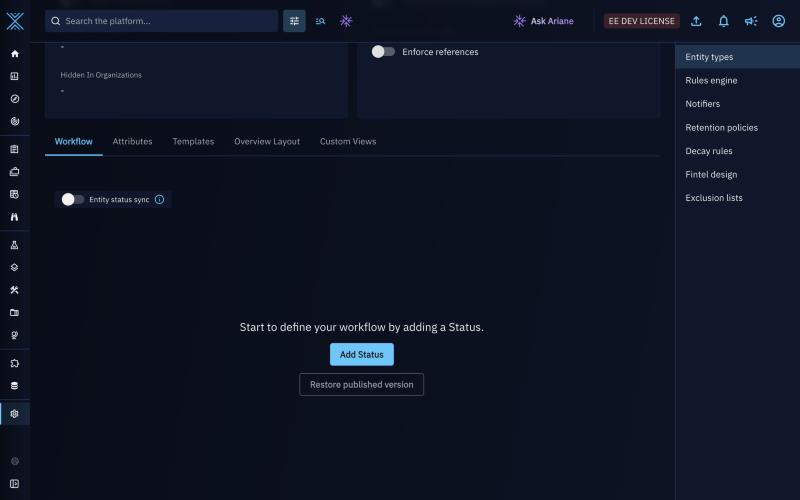 Search the platform...
Ask Ariane
EE DEV LICENSE
-
Hidden In Organizations
-
Enforce references
Workflow
Attributes
Templates
Overview Layout
Custom Views
Entity status sync
Start to define your workflow by adding a Status.
Add Status
Restore published version
Entity types
Rules engine
Notifiers
Retention policies
Decay rules
Fintel design
Exclusion lists